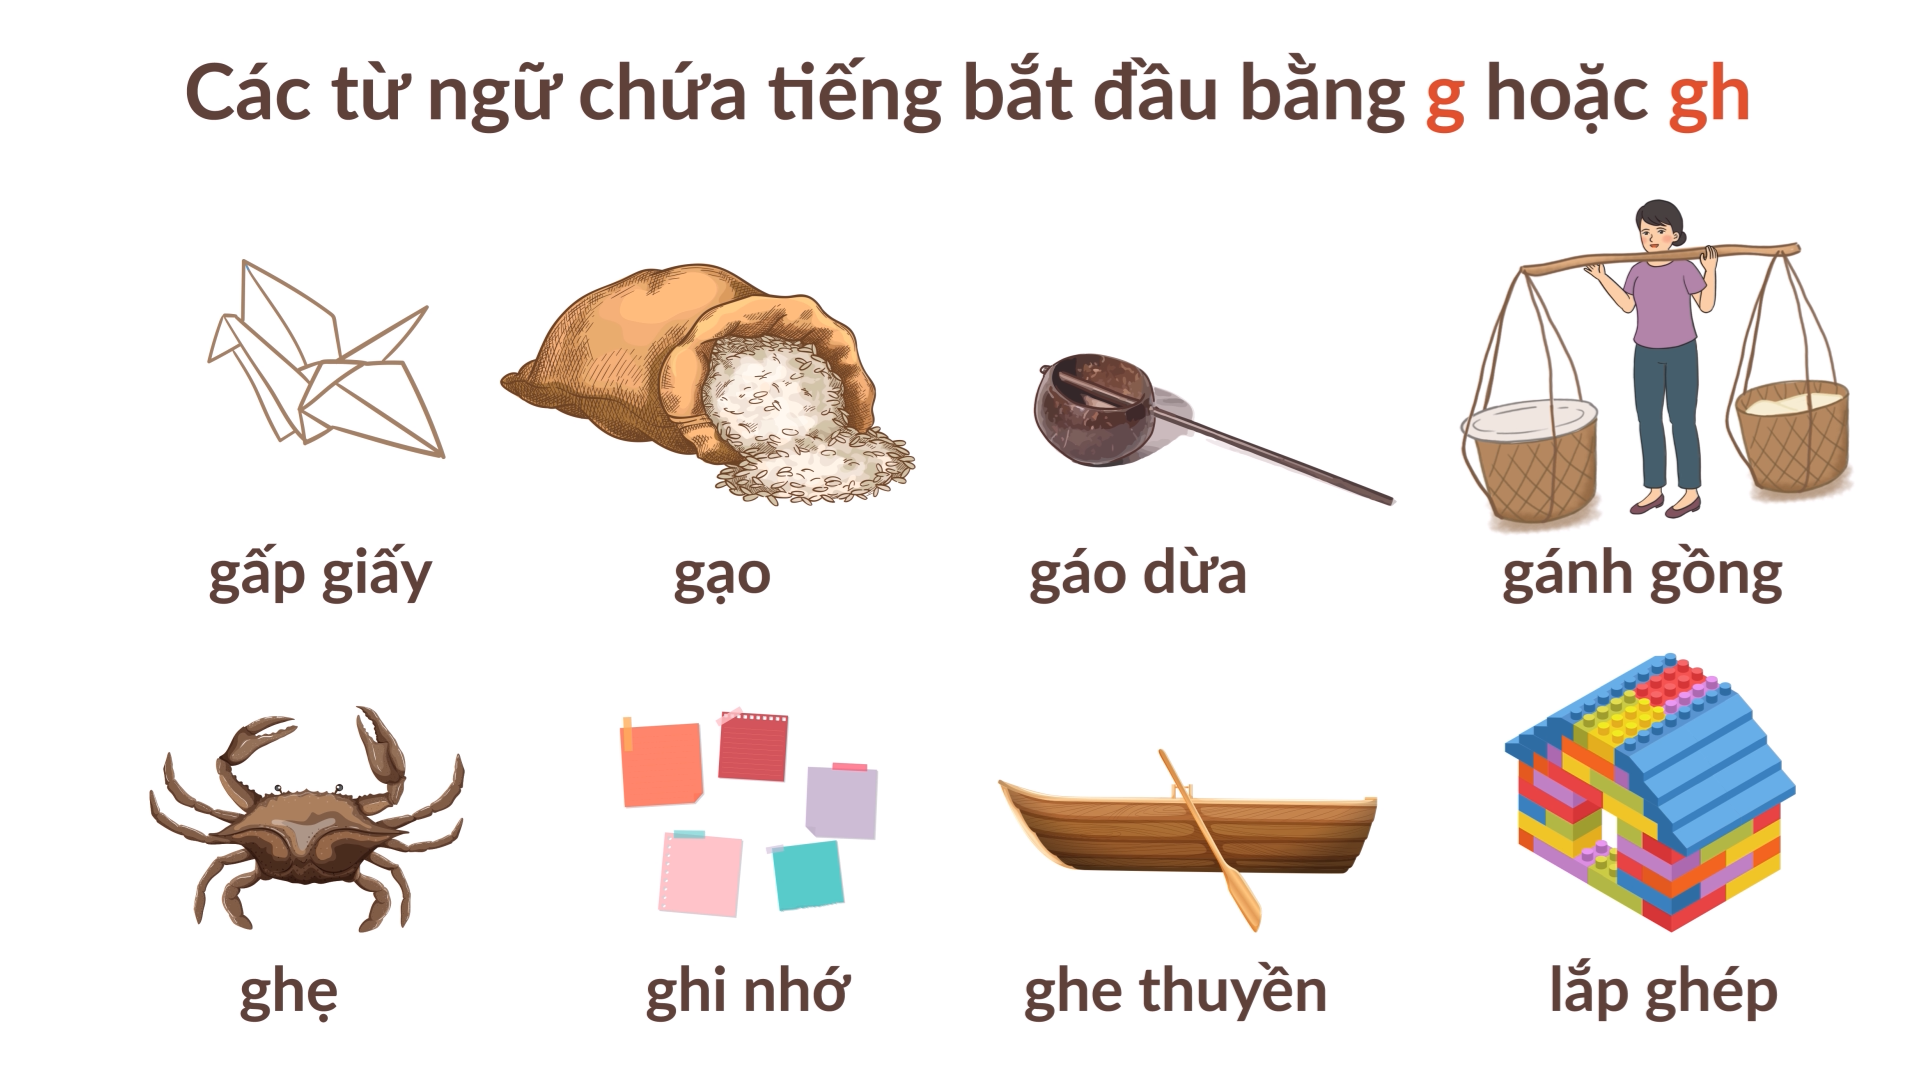 Các từ ngữ chứa tiếng bắt đầu bằng g hoặc gh
gấp giấy
gạo
gáo dừa
gánh gồng
ghẹ
ghi nhớ
ghe thuyền
lắp ghép